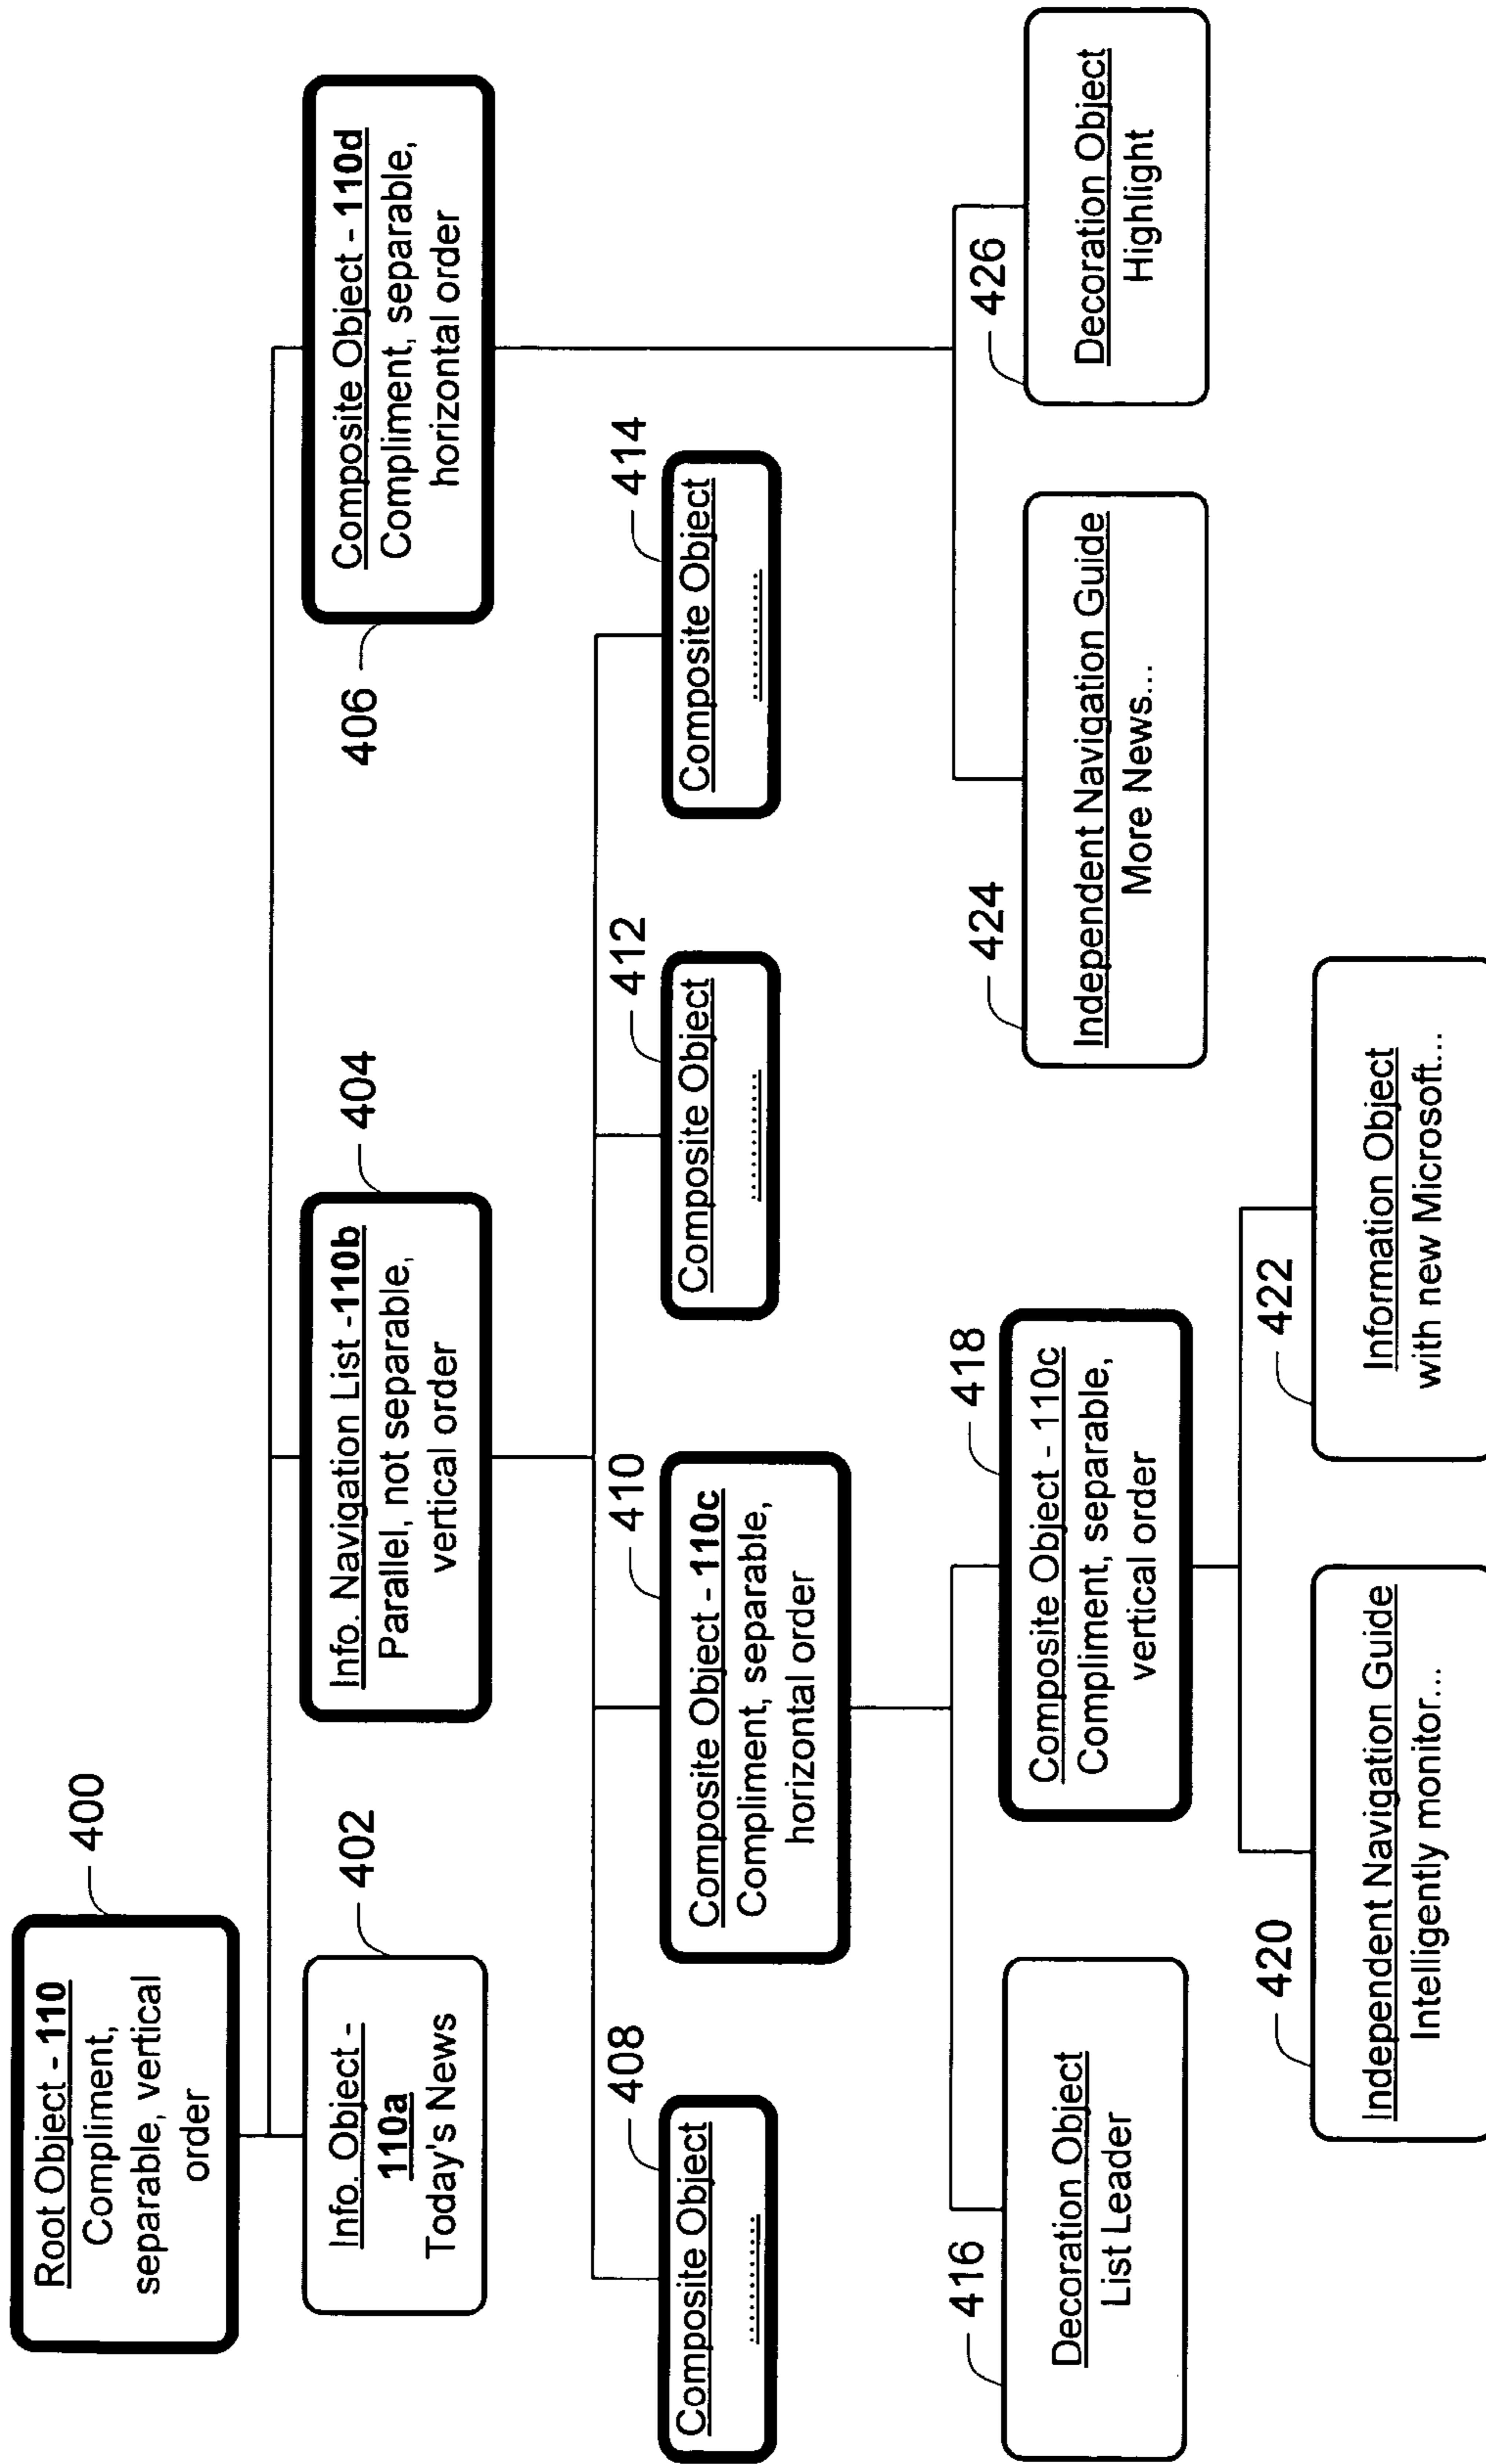 Root Object - 110
Compliment,
separable, vertical
order
400
Info. Object -
110a
Today's News
402
Info. Navigation List -110b
Parallel, not separable,
vertical order
404
Composite Object - 110d
Compliment, separable,
horizontal order
406
Composite Object
............
408
Composite Object - 110c
Compliment, separable,
horizontal order
410
Composite Object
............
412
Composite Object
............
414
416
Decoration Object
List Leader
Composite Object - 110c
Compliment, separable,
vertical order
418
424
Independent Navigation Guide
More News...
426
Decoration Object
Highlight
420
Independent Navigation Guide
Intelligently monitor...
422
Information Object
with new Microsoft...